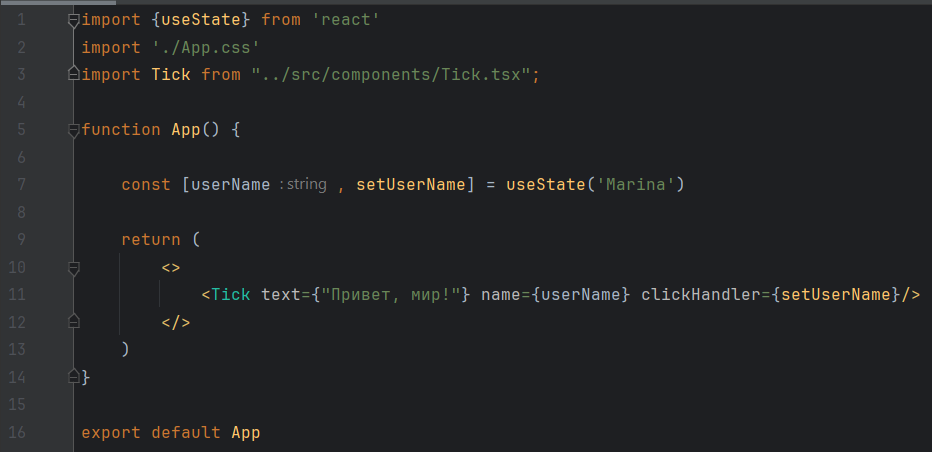 1 import {useState} from 'react'
2 import './App.css'
3 import Tick from "../src/components/Tick.tsx";
4
5 function App() {
6
7 const [userName : string , setUserName] = useState('Marina')
8
9 return (
10 <>
11 <Tick text={"Привет, мир!"} name={userName} clickHandler={setUserName}/>
12 </>
13 )
14 }
15
16 export default App